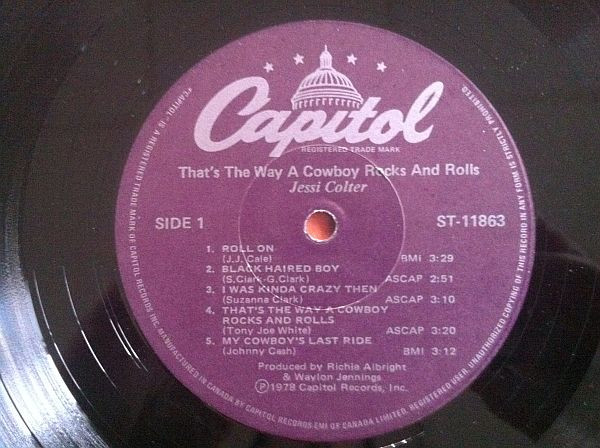 Capitol
REGISTERED TRADE MARK
That's The Way A Cowboy Rocks And Rolls
Jessi Colter
SIDE 1
ST-11863
1. ROLL ON
(J.J. Cale) BMI 3:29
2. BLACK HAIRED BOY
(S.Clark-G.Clark) ASCAP 2:51
3. I WAS KINDA CRAZY THEN
(Suzanna Clark) ASCAP 3:10
4. THAT'S THE WAY A COWBOY
ROCKS AND ROLLS
(Tony Joe White) ASCAP 3:20
5. MY COWBOY'S LAST RIDE
(Johnny Cash) BMI 3:12
Produced by Richie Albright
& Waylon Jennings
Ⓟ1978 Capitol Records, Inc.
"CAPITOL" IS A REGISTERED TRADE MARK OF CAPITOL RECORDS INC. MANUFACTURED IN CANADA BY CAPITOL RECORDS-EMI OF CANADA LIMITED, REGISTERED USER. UNAUTHORIZED COPYING OF THIS RECORD IN ANY FORM IS STRICTLY PROHIBITED